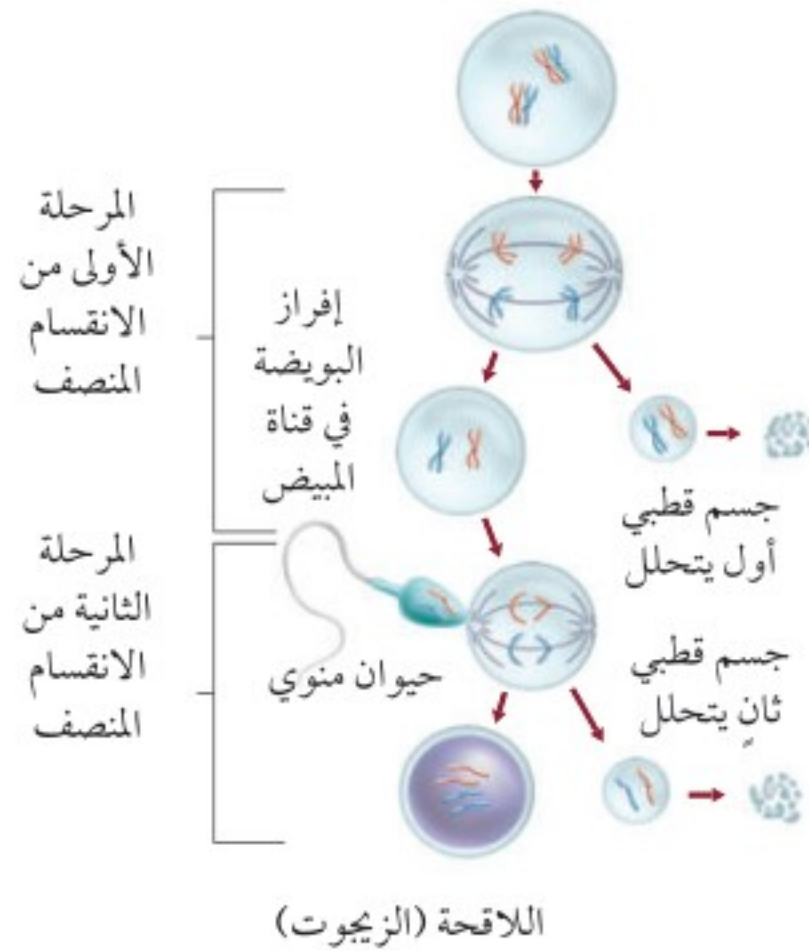 المرحلة
الأولى من
الانقسام
المنصف
إفراز
البويضة
في قناة
المبيض
جسم قطبي
أول يتحلل
المرحلة
الثانية من
الانقسام
المنصف
حيوان منوي
جسم قطبي
ثانٍ يتحلل
اللاقحة (الزيجوت)